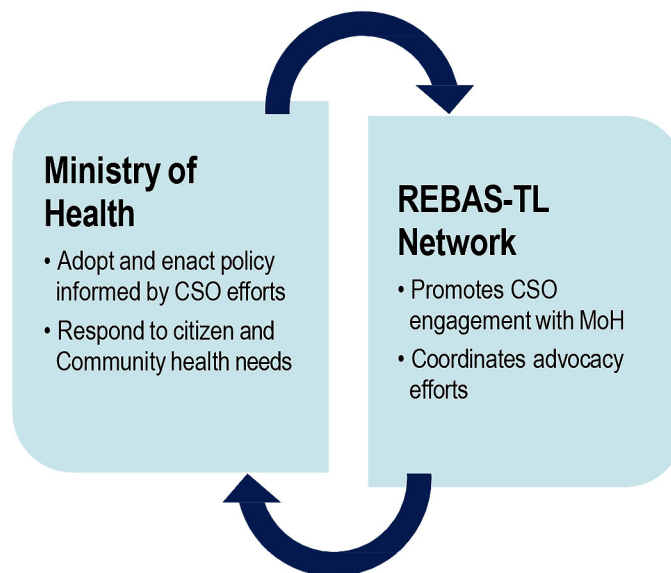 Ministry of
Health
• Adopt and enact policy
informed by CSO efforts
• Respond to citizen and
Community health needs
REBAS-TL
Network
• Promotes CSO
engagement with MoH
• Coordinates advocacy
efforts